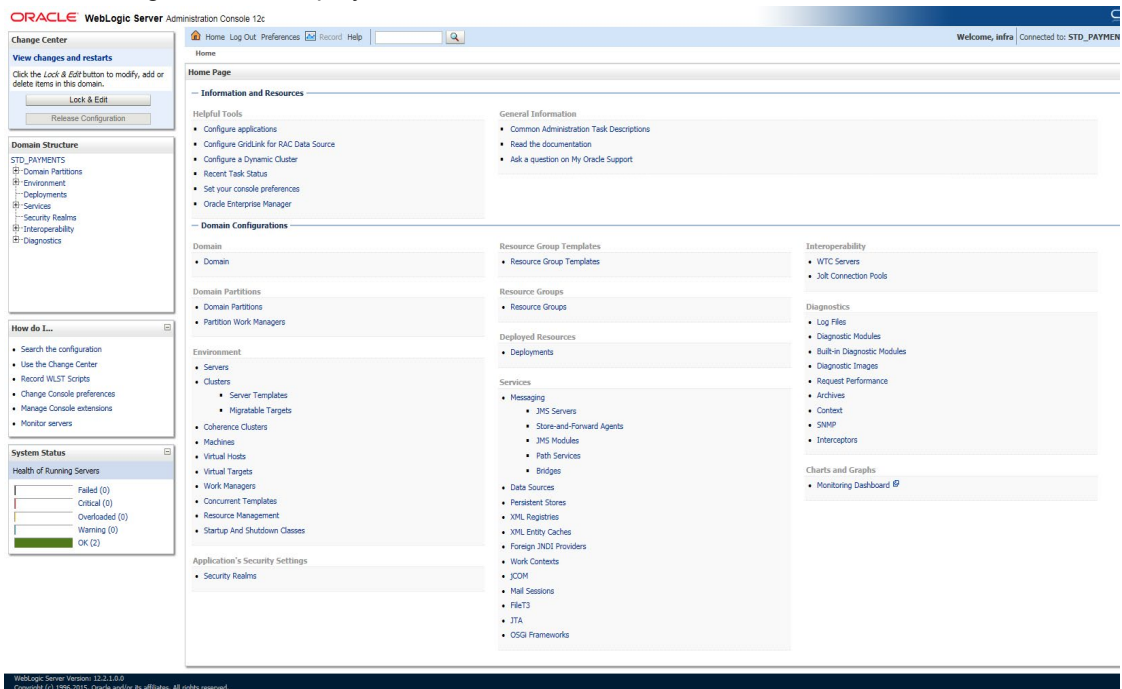 ORACLE WebLogic Server Administration Console 12c
Change Center
View changes and restarts
Click the Lock & Edit button to modify, add or
delete items in this domain.
Lock & Edit
Release Configuration
Domain Structure
STD_PAYMENTS
Domain Partitions
Environment
Deployments
Services
Security Realms
Interoperability
Diagnostics
How do I...
Search the configuration
Use the Change Center
Record WLST Scripts
Change Console preferences
Manage Console extensions
Monitor servers
System Status
Health of Running Servers
Failed (0)
Critical (0)
Overloaded (0)
Warning (0)
OK (2)
Home Log Out Preferences Record Help
Welcome, infra Connected to: STD_PAYMEN
Home
Home Page
Information and Resources
Helpful Tools
Configure applications
Configure GridLink for RAC Data Source
Configure a Dynamic Cluster
Recent Task Status
Set your console preferences
Oracle Enterprise Manager
General Information
Common Administration Task Descriptions
Read the documentation
Ask a question on My Oracle Support
Domain Configurations
Domain
Domain
Domain Partitions
Domain Partitions
Partition Work Managers
Environment
Servers
Clusters
Server Templates
Migratable Targets
Coherence Clusters
Machines
Virtual Hosts
Virtual Targets
Work Managers
Concurrent Templates
Resource Management
Startup And Shutdown Classes
Application's Security Settings
Security Realms
Resource Group Templates
Resource Group Templates
Resource Groups
Resource Groups
Deployed Resources
Deployments
Services
Messaging
JMS Servers
Store-and-Forward Agents
JMS Modules
Path Services
Bridges
Data Sources
Persistent Stores
XML Registries
XML Entity Caches
Foreign JNDI Providers
Work Contexts
jCOM
Mail Sessions
FileT3
JTA
OSGi Frameworks
Interoperability
WTC Servers
Jolt Connection Pools
Diagnostics
Log Files
Diagnostic Modules
Built-in Diagnostic Modules
Diagnostic Images
Request Performance
Archives
Context
SNMP
Interceptors
Charts and Graphs
Monitoring Dashboard
WebLogic Server Version: 12.2.1.0.0
Copyright (c) 1996,2015, Oracle and/or its affiliates. All rights reserved.